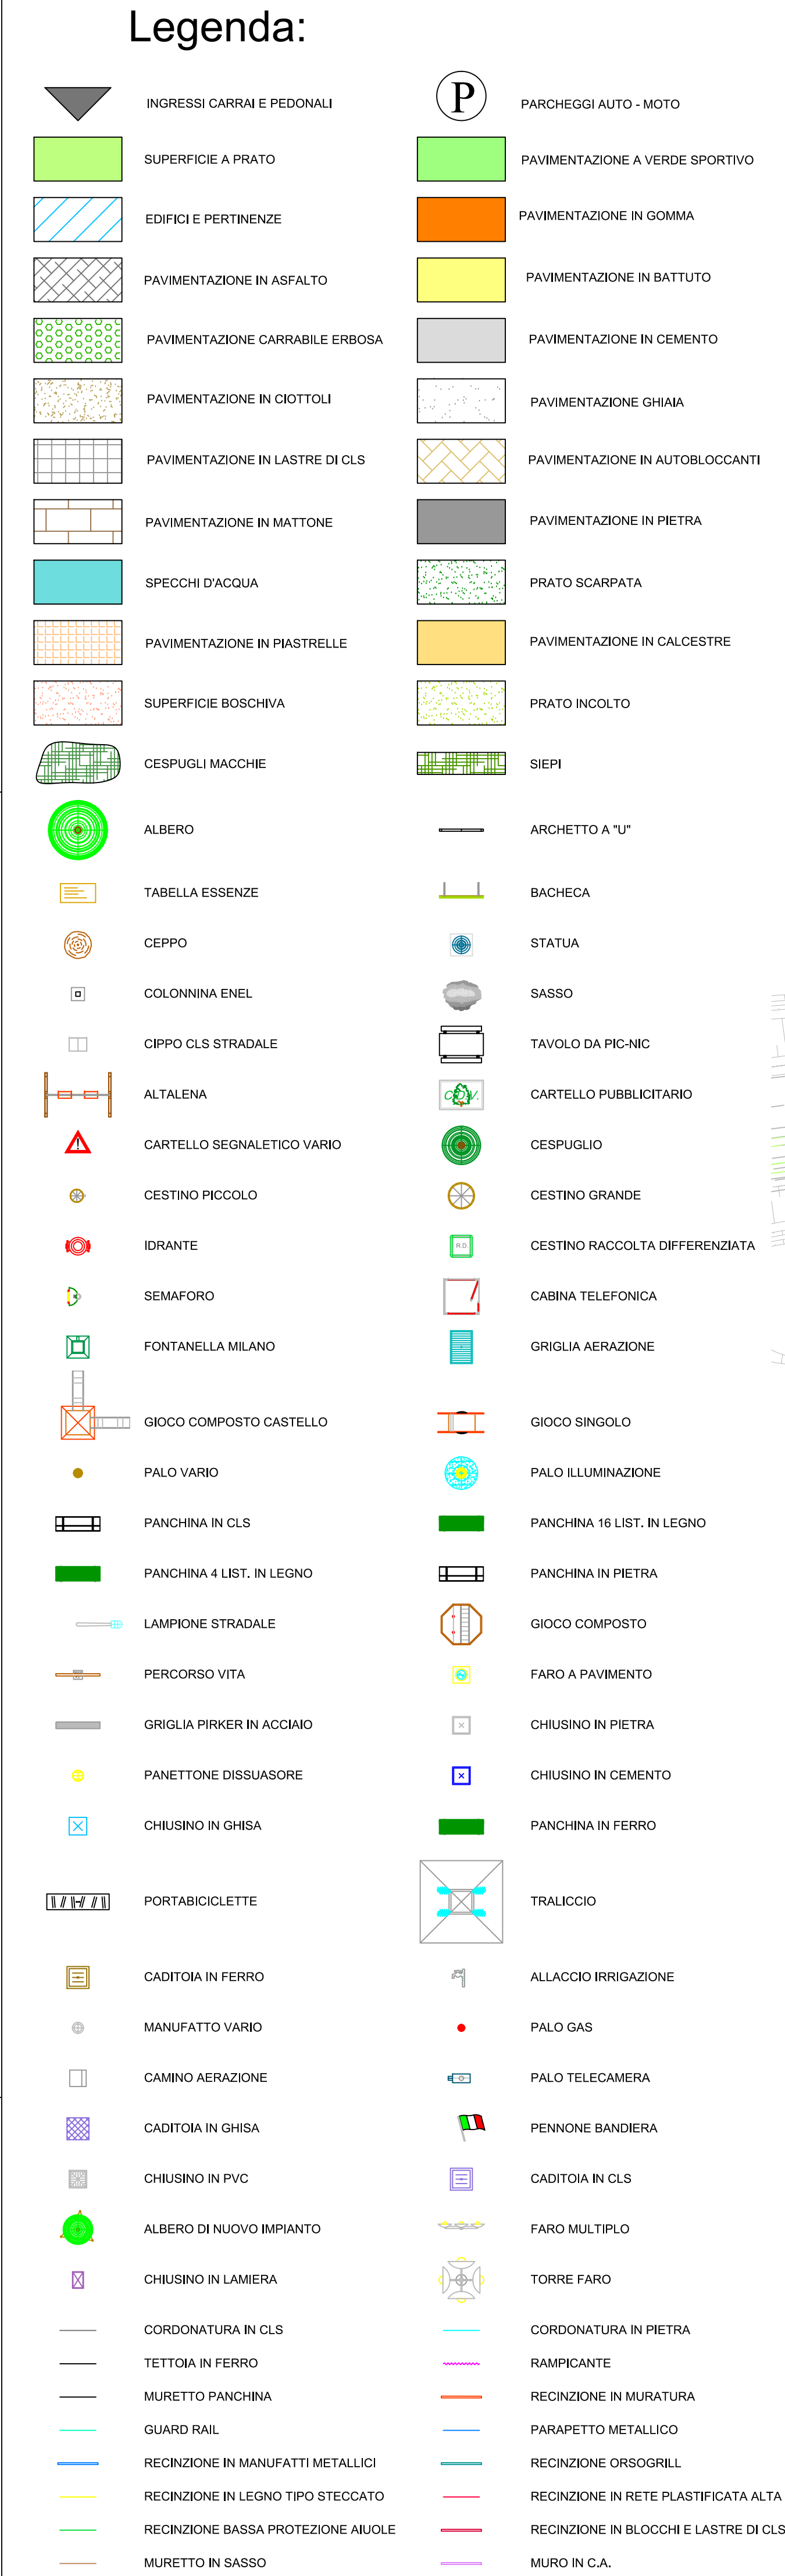 Legenda:
INGRESSI CARRAI E PEDONALI
P
PARCHEGGI AUTO - MOTO
SUPERFICIE A PRATO
PAVIMENTAZIONE A VERDE SPORTIVO
EDIFICI E PERTINENZE
PAVIMENTAZIONE IN GOMMA
PAVIMENTAZIONE IN ASFALTO
PAVIMENTAZIONE IN BATTUTO
PAVIMENTAZIONE CARRABILE ERBOSA
PAVIMENTAZIONE IN CEMENTO
PAVIMENTAZIONE IN CIOTTOLI
PAVIMENTAZIONE GHIAIA
PAVIMENTAZIONE IN LASTRE DI CLS
PAVIMENTAZIONE IN AUTOBLOCCANTI
PAVIMENTAZIONE IN MATTONE
PAVIMENTAZIONE IN PIETRA
SPECCHI D'ACQUA
PRATO SCARPATA
PAVIMENTAZIONE IN PIASTRELLE
PAVIMENTAZIONE IN CALCESTRE
SUPERFICIE BOSCHIVA
PRATO INCOLTO
CESPUGLI MACCHIE
SIEPI
ALBERO
ARCHETTO A "U"
TABELLA ESSENZE
BACHECA
CEPPO
STATUA
COLONNINA ENEL
SASSO
CIPPO CLS STRADALE
TAVOLO DA PIC-NIC
ALTALENA
C.D.V.
CARTELLO PUBBLICITARIO
CARTELLO SEGNALETICO VARIO
CESPUGLIO
CESTINO PICCOLO
CESTINO GRANDE
IDRANTE
R.D.
CESTINO RACCOLTA DIFFERENZIATA
SEMAFORO
CABINA TELEFONICA
FONTANELLA MILANO
GRIGLIA AERAZIONE
GIOCO COMPOSTO CASTELLO
GIOCO SINGOLO
PALO VARIO
PALO ILLUMINAZIONE
PANCHINA IN CLS
PANCHINA 16 LIST. IN LEGNO
PANCHINA 4 LIST. IN LEGNO
PANCHINA IN PIETRA
LAMPIONE STRADALE
GIOCO COMPOSTO
PERCORSO VITA
FARO A PAVIMENTO
GRIGLIA PIRKER IN ACCIAIO
CHIUSINO IN PIETRA
PANETTONE DISSUASORE
CHIUSINO IN CEMENTO
CHIUSINO IN GHISA
PANCHINA IN FERRO
PORTABICICLETTE
TRALICCIO
CADITOIA IN FERRO
ALLACCIO IRRIGAZIONE
MANUFATTO VARIO
PALO GAS
CAMINO AERAZIONE
PALO TELECAMERA
CADITOIA IN GHISA
PENNONE BANDIERA
CHIUSINO IN PVC
CADITOIA IN CLS
ALBERO DI NUOVO IMPIANTO
FARO MULTIPLO
CHIUSINO IN LAMIERA
TORRE FARO
CORDONATURA IN CLS
CORDONATURA IN PIETRA
TETTOIA IN FERRO
RAMPICANTE
MURETTO PANCHINA
RECINZIONE IN MURATURA
GUARD RAIL
PARAPETTO METALLICO
RECINZIONE IN MANUFATTI METALLICI
RECINZIONE ORSOGRILL
RECINZIONE IN LEGNO TIPO STECCATO
RECINZIONE IN RETE PLASTIFICATA ALTA
RECINZIONE BASSA PROTEZIONE AIUOLE
RECINZIONE IN BLOCCHI E LASTRE DI CLS
MURETTO IN SASSO
MURO IN C.A.